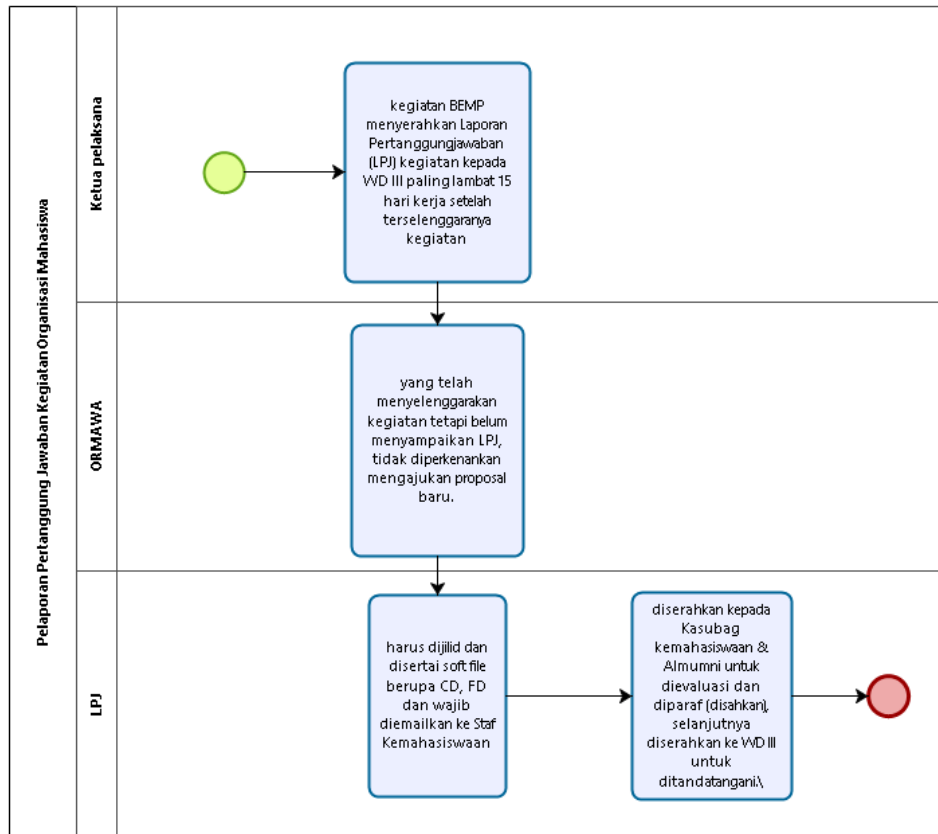 Pelaporan Pertanggung Jawaban Kegiatan Organisasi Mahasiswa
Ketua pelaksana
kegiatan BEMP
menyerahkan Laporan
Pertanggungjawaban
(LPJ) kegiatan kepada
WD III paling lambat 15
hari kerja setelah
terselenggaranya
kegiatan
ORMAWA
yang telah
menyelenggarakan
kegiatan tetapi belum
menyampaikan LPJ,
tidak diperkenankan
mengajukan proposal
baru.
LPJ
harus dijilid dan
disertai soft file
berupa CD, FD
dan wajib
diemailkan ke Staf
Kemahasiswaan
diserahkan kepada
Kasubag
kemahasiswaan &
Almumni untuk
dievaluasi dan
diparaf (disahkan),
selanjutnya
diserahkan ke WD III
untuk
ditandatangani.\